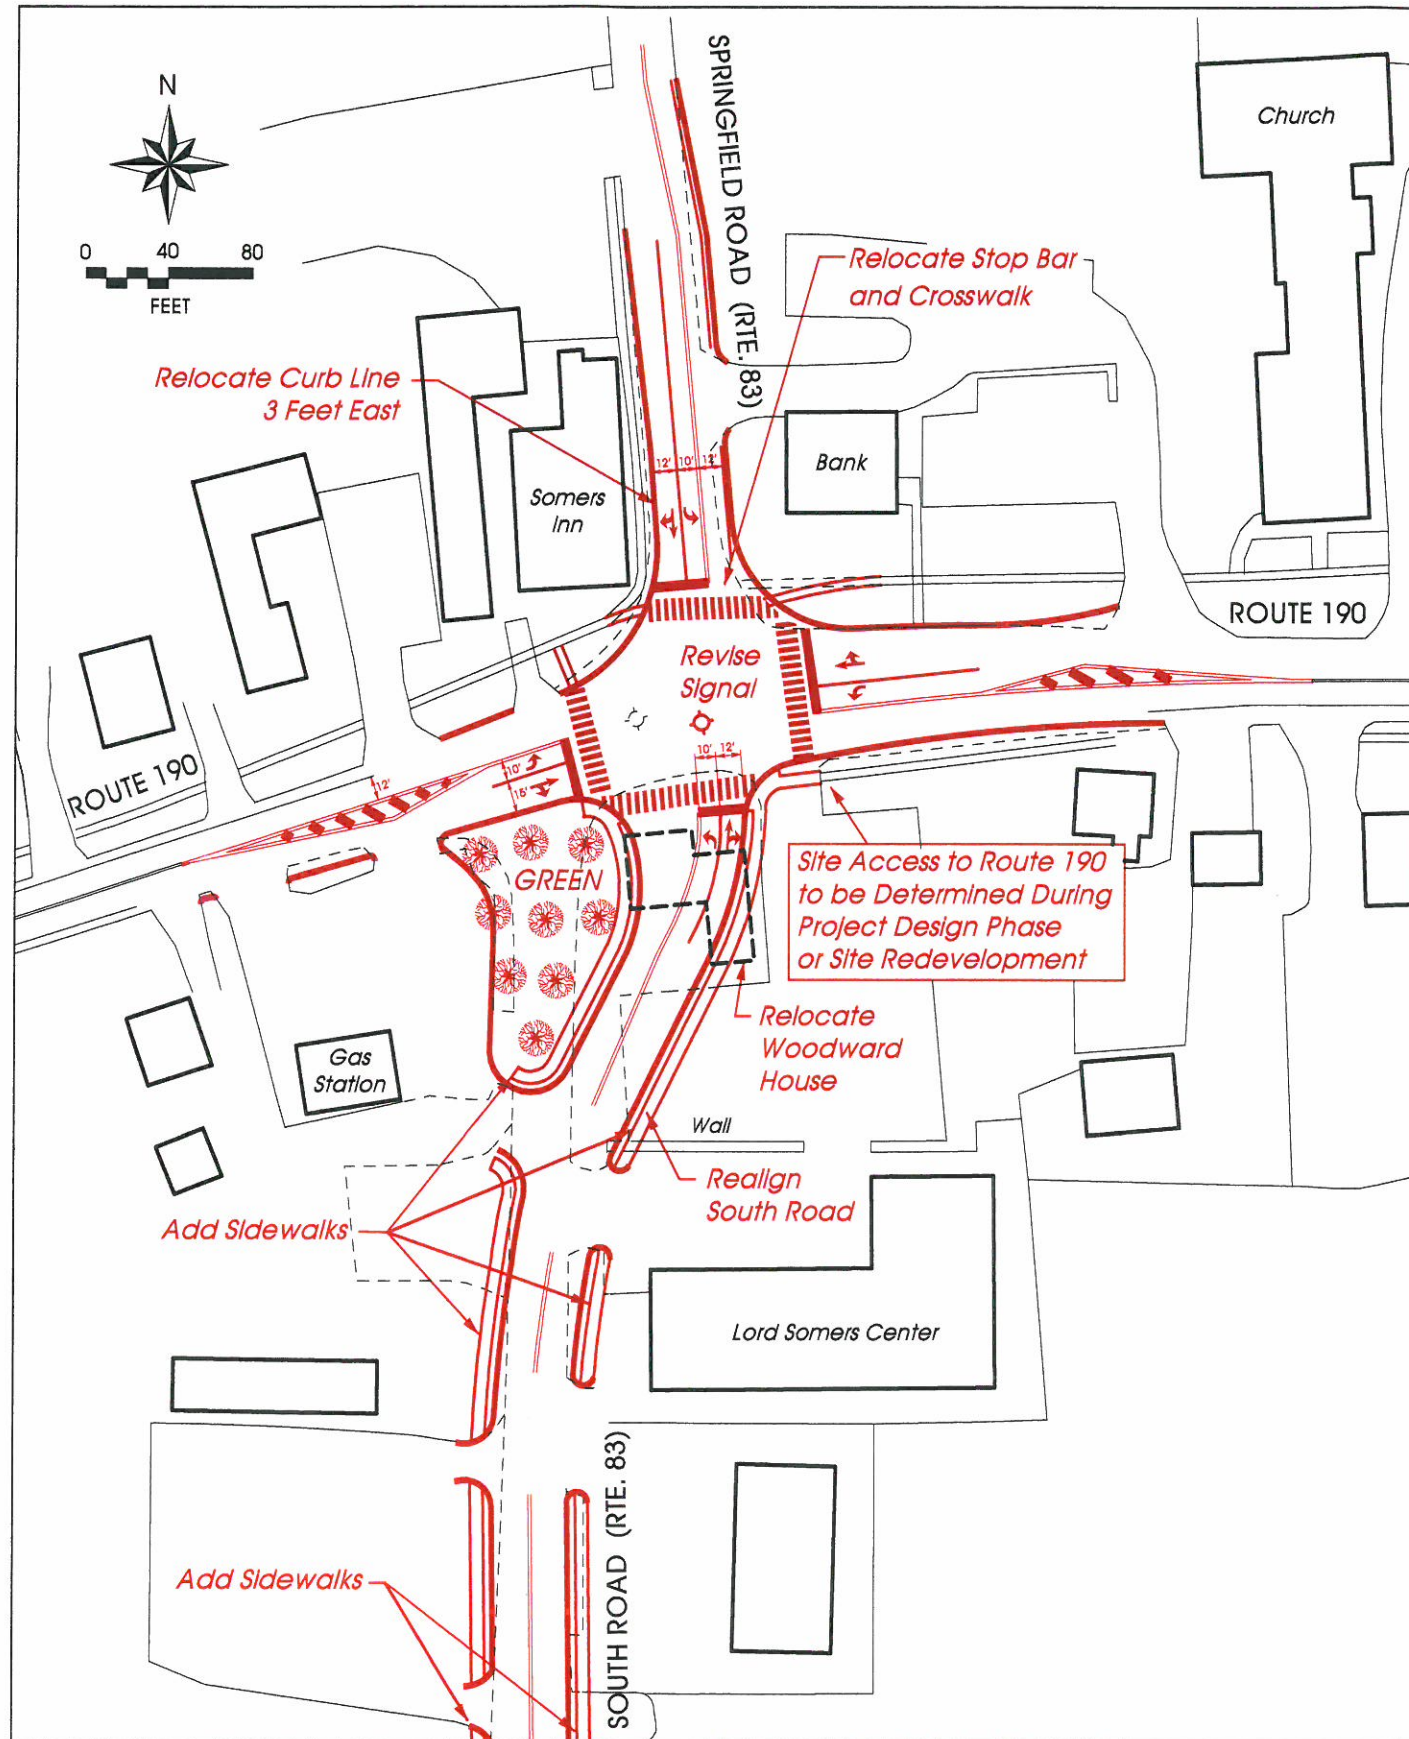 N
0 40 80
FEET
SPRINGFIELD ROAD (RTE. 83)
Church
Relocate Stop Bar
and Crosswalk
Relocate Curb Line
3 Feet East
Somers
Inn
Bank
12' 10' 12'
ROUTE 190
Revise
Signal
10' 12'
ROUTE 190
12'
10'
15'
GREEN
Site Access to Route 190
to be Determined During
Project Design Phase
or Site Redevelopment
Relocate
Woodward
House
Gas
Station
Wall
Realign
South Road
Add Sidewalks
Lord Somers Center
Add Sidewalks
SOUTH ROAD (RTE. 83)